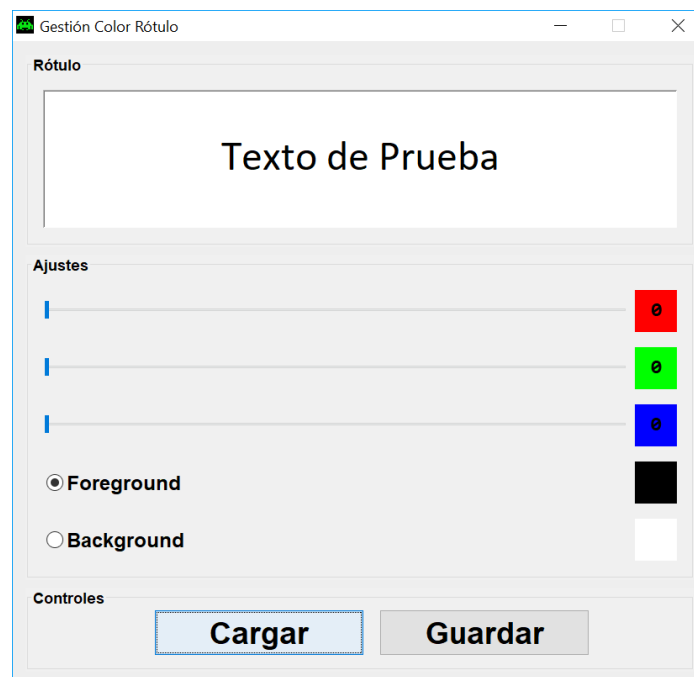 Gestión Color Rótulo
Rótulo
Texto de Prueba
Ajustes
0
0
0
Foreground
Background
Controles
Cargar Guardar